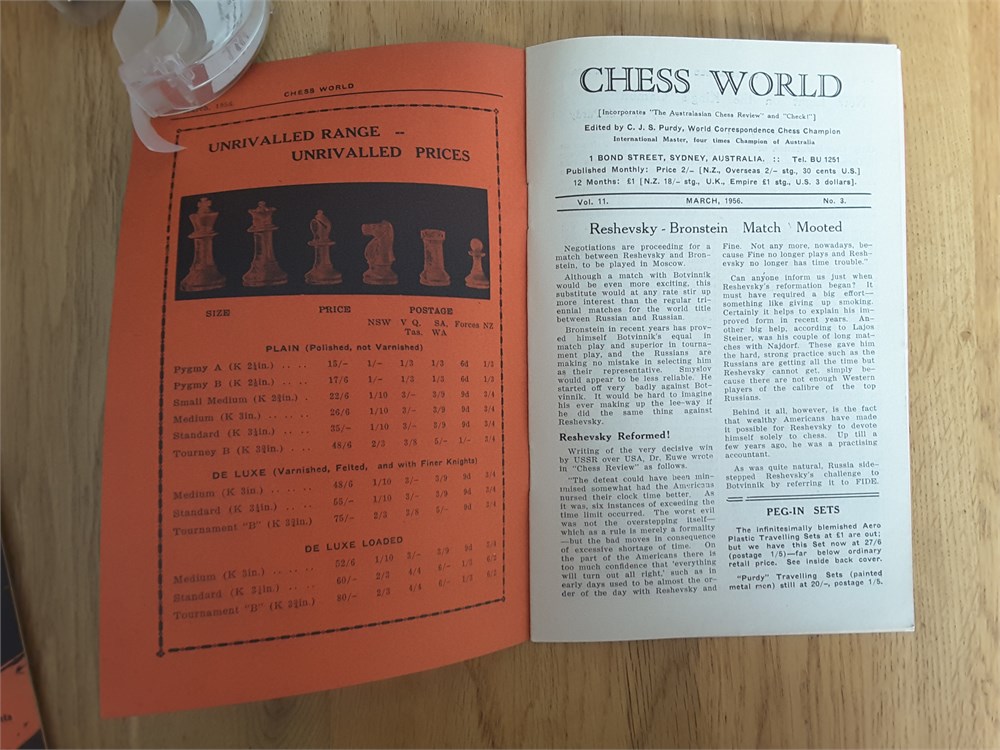 CHESS WORLD
UNRIVALLED RANGE --
UNRIVALLED PRICES
SIZE PRICE POSTAGE
NSW V Q. SA, Forces NZ
Tas. WA
PLAIN (Polished, not Varnished)
Pygmy A (K 2¼in.) .. .. 15/- 1/- 1/3 1/3 6d 1/3
Pygmy B (K 2½in.) .. .. 17/6 1/- 1/3 1/3 6d 1/3
Small Medium (K 2¾in.) . 22/6 1/10 3/- 3/9 9d 2/4
Medium (K 3in.) .. .. .. 26/6 1/10 3/- 3/9 9d 2/4
Standard (K 3¼in.) .. .. 35/- 1/10 3/- 3/9 9d 2/4
Tourney B (K 3¾in.) 48/6 2/3 3/8 5/- 1/- 2/4
DE LUXE (Varnished, Felted, and with Finer Knights)
Medium (K 3in.) .. .. .. 48/6 1/10 3/- 3/9 9d 2/4
Standard (K 3¼in.) .. .. 55/- 1/10 3/- 3/9 9d 2/4
Tournament "B" (K 3¾in.) 75/- 2/3 3/8 5/- 9d 2/4
DE LUXE LOADED
Medium (K 3in.) .. .. .. 52/6 1/10 3/- 3/9 9d
Standard (K 3¼in.) .. .. 60/- 2/3 4/4
Tournament "B" (K 3¾in.) 80/- 2/3 4/8
CHESS WORLD
[Incorporates "The Australasian Chess Review" and "Check!"]
Edited by C. J. S. Purdy, World Correspondence Chess Champion
International Master, four times Champion of Australia
1 BOND STREET, SYDNEY, AUSTRALIA. :: Tel. BU 1251
Published Monthly: Price 2/- [N.Z., Overseas 2/- stg., 30 cents U.S.]
12 Months: £1 [N.Z. 18/- stg., U.K., Empire £1 stg., U.S. 3 dollars].
Vol. 11. MARCH, 1956. No. 3.
Reshevsky - Bronstein Match Mooted
Negotiations are proceeding for a
match between Reshevsky and Bron-
stein, to be played in Moscow.
Although a match with Botvinnik
would be even more exciting, this
substitute would at any rate stir up
more interest than the regular tri-
ennial matches for the world title
between Russian and Russian.
Bronstein in recent years has prov-
ed himself Botvinnik's equal in
match play and superior in tourna-
ment play, and the Russians are
making no mistake in selecting him
as their representative. Smyslov
would appear to be less reliable. He
started off very badly against Bot-
vinnik. It would be hard to imagine
his ever making up the lee-way if
he did the same thing against
Reshevsky.
Reshevsky Reformed!
Writing of the very decisive win
by USSR over USA, Dr. Euwe wrote
in "Chess Review" as follows.
"The defeat could have been min-
imised somewhat had the Americans
nursed their clock time better. As
it was, six instances of exceeding the
time limit occurred. The worst evil
was not the overstepping itself—
which as a rule is merely a formality
—but the bad moves in consequence
of excessive shortage of time. On
the part of the Americans there is
too much confidence that 'everything
will turn out all right,' such as in
early days used to be almost the or-
der of the day with Reshevsky and
Fine. Not any more, nowadays, be-
cause Fine no longer plays and Resh-
evsky no longer has time trouble."
Can anyone inform us just when
Reshevsky's reformation began? It
must have required a big effort—
something like giving up smoking.
Certainly it helps to explain his im-
proved form in recent years. An-
other big help, according to Lajos
Steiner, was his couple of long mat-
ches with Najdorf. These gave him
the hard, strong practice such as the
Russians are getting all the time but
Reshevsky cannot get, simply be-
cause there are not enough Western
players of the calibre of the top
Russians.
Behind it all, however, is the fact
that wealthy Americans have made
it possible for Reshevsky to devote
himself solely to chess. Up till a
few years ago, he was a practising
accountant.
As was quite natural, Russia side-
stepped Reshevsky's challenge to
Botvinnik by referring it to FIDE.
PEG-IN SETS
The infinitesimally blemished Aero
Plastic Travelling Sets at £1 are out;
but we have this Set now at 27/6
(postage 1/5)—far below ordinary
retail price. See inside back cover.
"Purdy" Travelling Sets (painted
metal men) still at 20/-, postage 1/5.